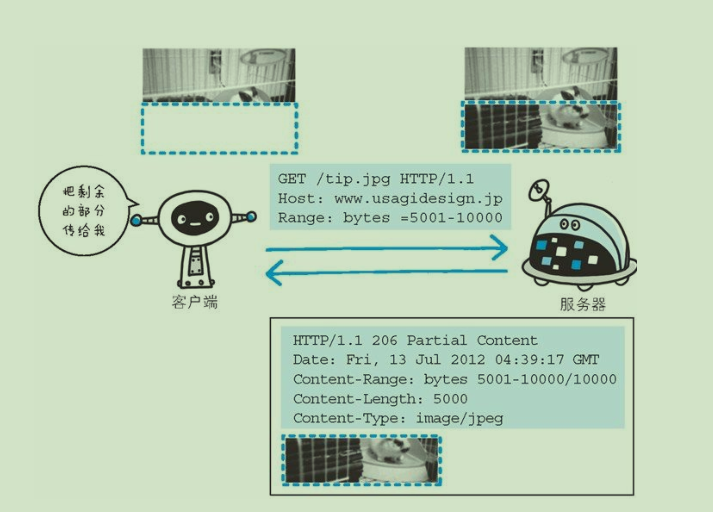 把剩余
的部分
传给我
GET /tip.jpg HTTP/1.1
Host: www.usagidesign.jp
Range: bytes =5001-10000
客户端
服务器
HTTP/1.1 206 Partial Content
Date: Fri, 13 Jul 2012 04:39:17 GMT
Content-Range: bytes 5001-10000/10000
Content-Length: 5000
Content-Type: image/jpeg